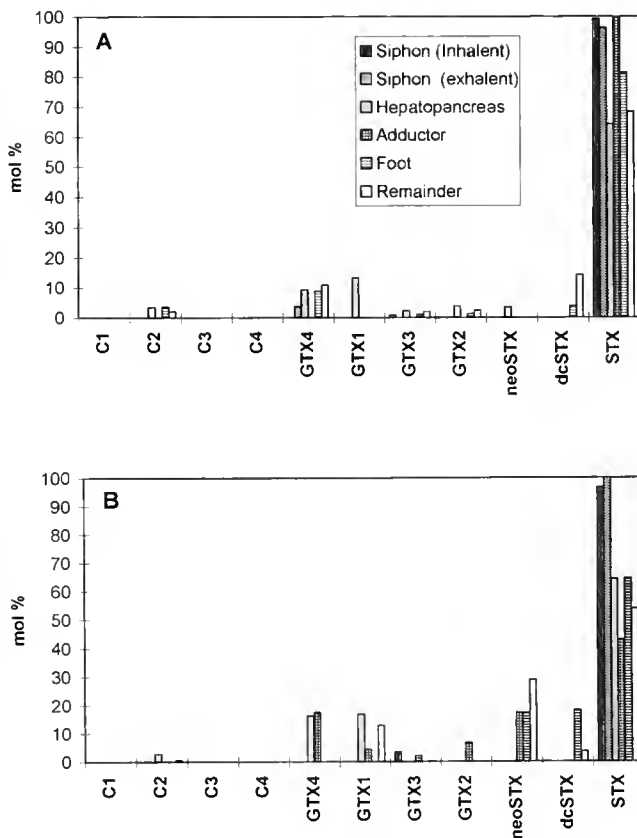 A
100
90
80
70
60
50
40
30
20
10
0
mol %
Siphon (Inhalent)
Siphon (exhalent)
Hepatopancreas
Adductor
Foot
Remainder
C1
C2
C3
C4
GTX4
GTX1
GTX3
GTX2
neoSTX
dcSTX
STX
B
100
90
80
70
60
50
40
30
20
10
0
mol %
C1
C2
C3
C4
GTX4
GTX1
GTX3
GTX2
neoSTX
dcSTX
STX